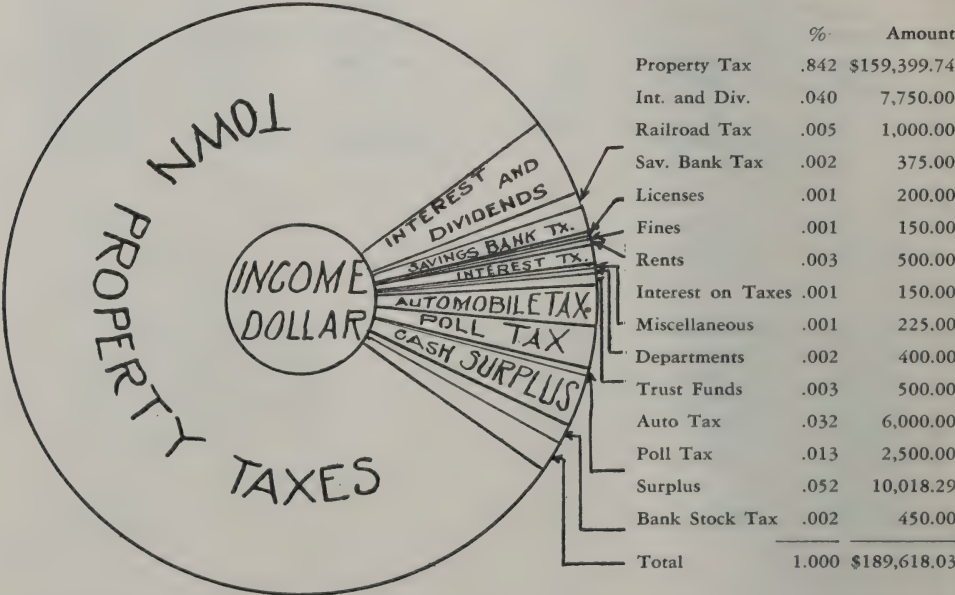 TOWN PROPERTY TAXES
INCOME
DOLLAR
INTEREST AND
DIVIDENDS
SAVINGS BANK TX.
INTEREST TX.
AUTOMOBILE TAX.
POLL TAX
CASH SURPLUS
% Amount
Property Tax .842 $159,399.74
Int. and Div. .040 7,750.00
Railroad Tax .005 1,000.00
Sav. Bank Tax .002 375.00
Licenses .001 200.00
Fines .001 150.00
Rents .003 500.00
Interest on Taxes .001 150.00
Miscellaneous .001 225.00
Departments .002 400.00
Trust Funds .003 500.00
Auto Tax .032 6,000.00
Poll Tax .013 2,500.00
Surplus .052 10,018.29
Bank Stock Tax .002 450.00
Total 1.000 $189,618.03